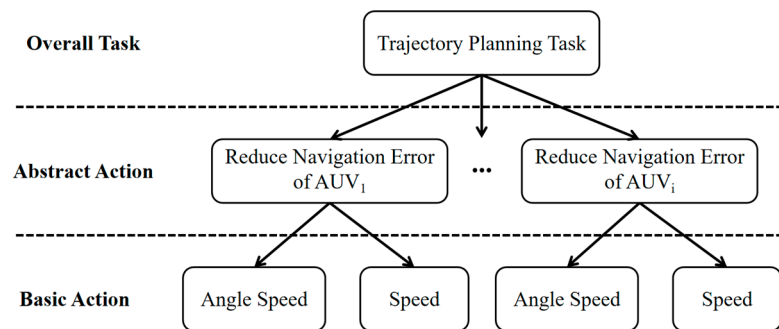 Overall Task
Trajectory Planning Task
Abstract Action
Reduce Navigation Error
of AUV₁
...
Reduce Navigation Error
of AUVᵢ
Basic Action
Angle Speed
Speed
Angle Speed
Speed